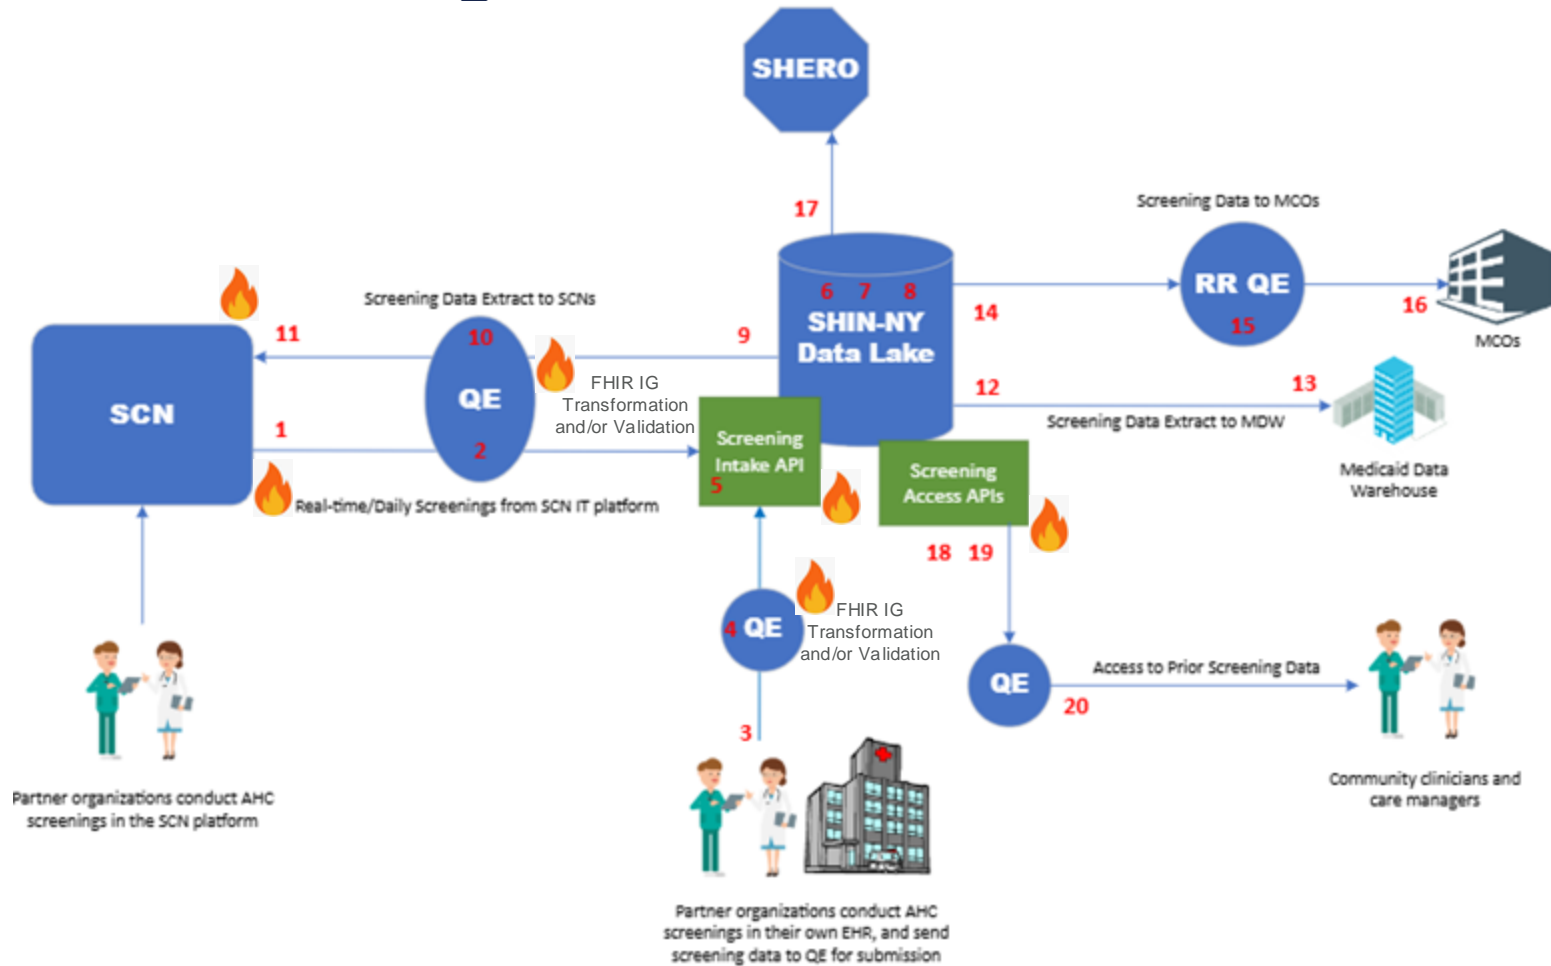 SHERO
17
Screening Data to MCOs
RR QE
15
14
16
MCOs
6 7 8
SHIN-NY
Data Lake
Screening Data Extract to SCNs
11
10
9
QE
2
FHIR IG
Transformation
and/or Validation
SCN
1
Real-time/Daily Screenings from SCN IT platform
12
13
Screening Data Extract to MDW
Medicaid Data
Warehouse
Screening
Intake API
5
Screening
Access APIs
18 19
4 QE
FHIR IG
Transformation
and/or Validation
3
QE
20
Access to Prior Screening Data
Community clinicians and
care managers
Partner organizations conduct AHC
screenings in the SCN platform
Partner organizations conduct AHC
screenings in their own EHR, and send
screening data to QE for submission